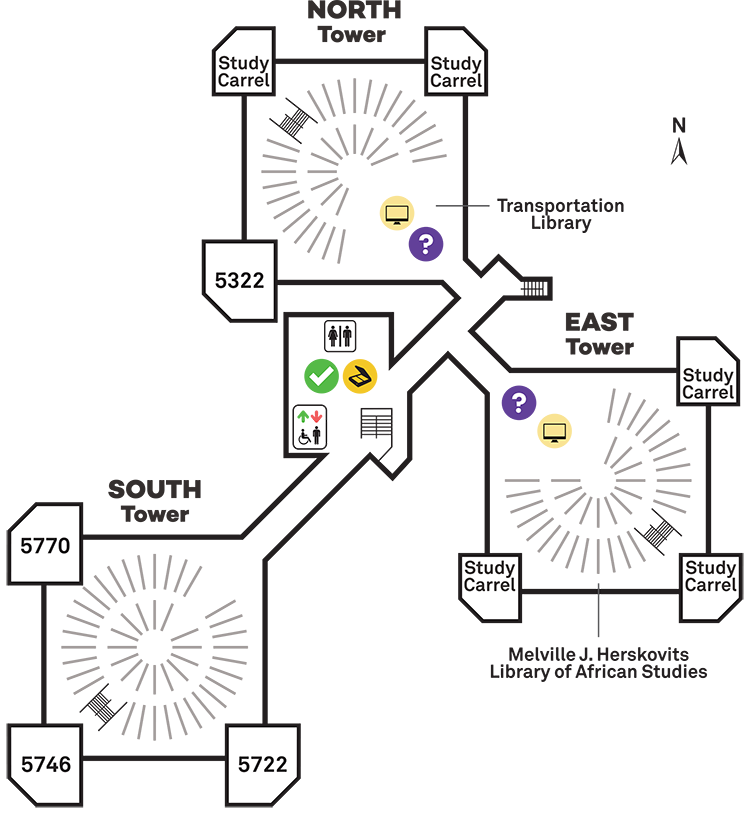 NORTH
Tower
Study
Carrel
Study
Carrel
N
Transportation
Library
?
5322
EAST
Tower
Study
Carrel
?
SOUTH
Tower
5770
Study
Carrel
Study
Carrel
Melville J. Herskovits
Library of African Studies
5746
5722